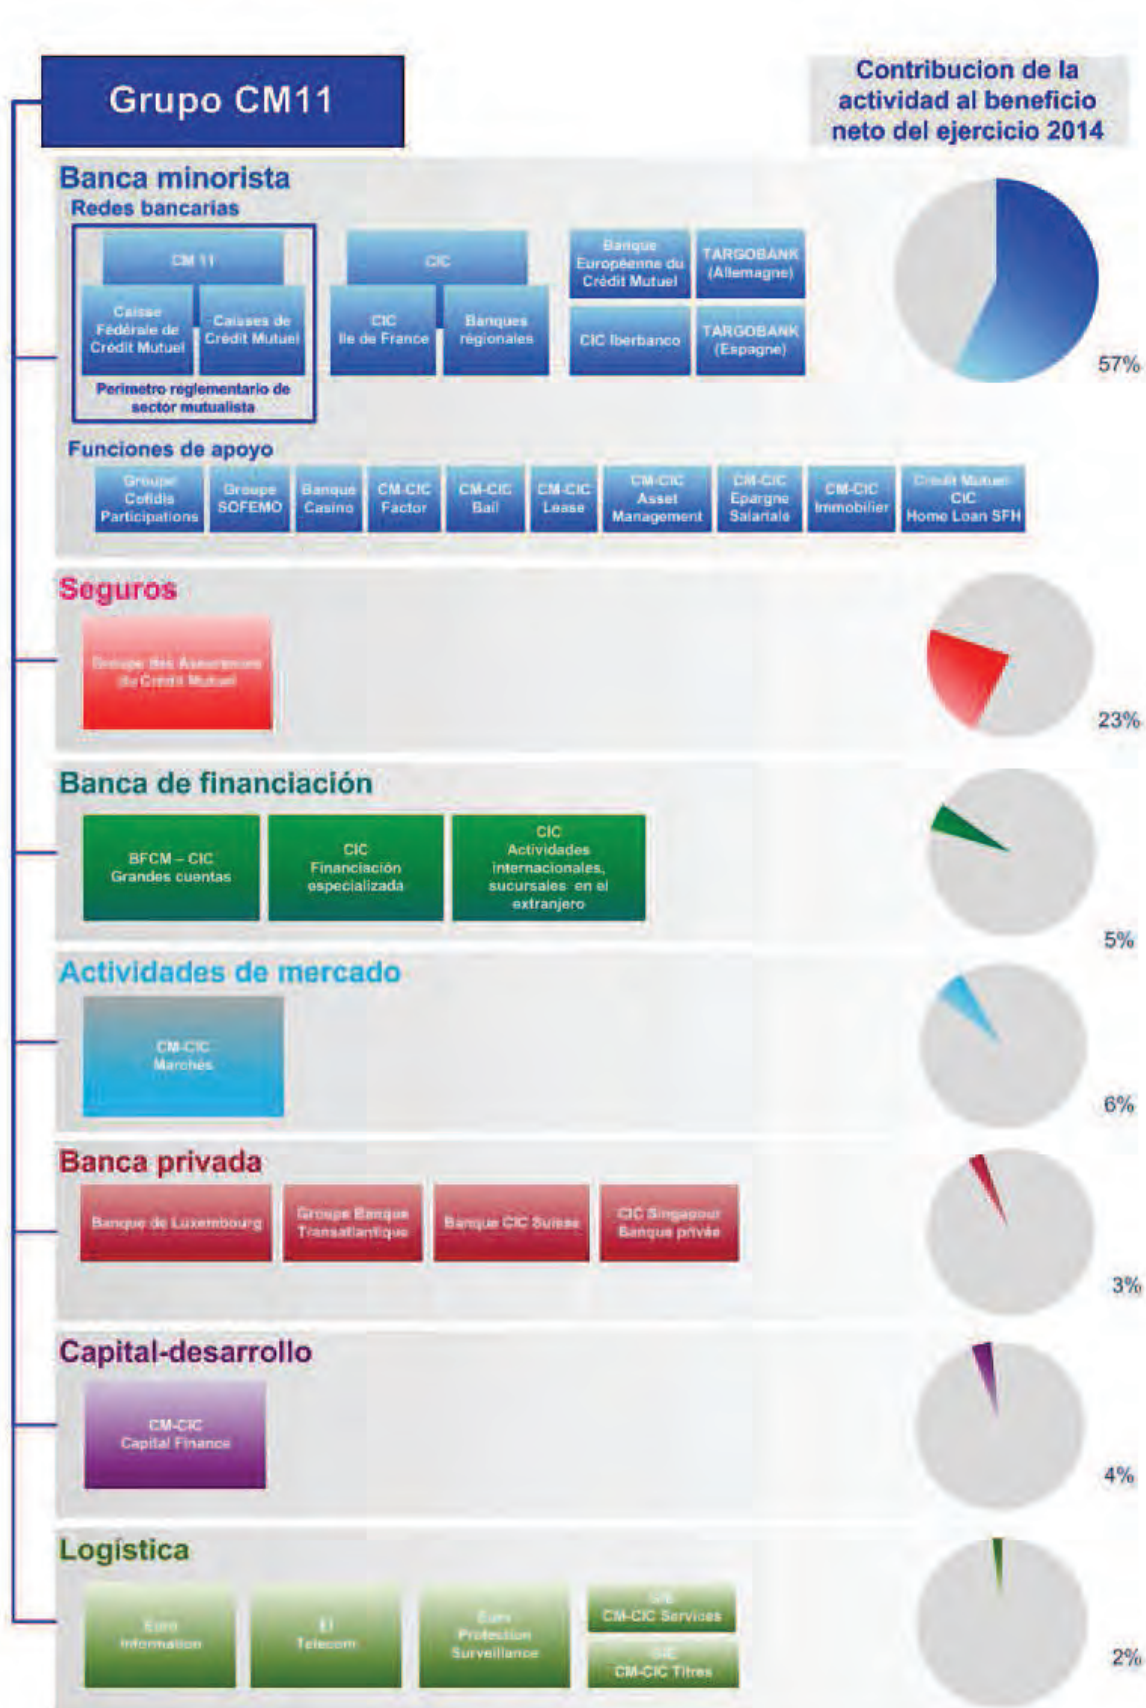 Grupo CM11
Contribucion de la
actividad al beneficio
neto del ejercicio 2014
Banca minorista
Redes bancarias
CM 11
Caisse
Fédérale de
Crédit Mutuel
Caisses de
Crédit Mutuel
Perimetro reglementario de
sector mutualista
CIC
CIC
Ile de France
Banques
régionales
Banque
Européenne du
Crédit Mutuel
TARGOBANK
(Allemagne)
CIC Iberbanco
TARGOBANK
(Espagne)
57%
Funciones de apoyo
Groupe
Cofidis
Participations
Groupe
SOFEMO
Banque
Casino
CM-CIC
Factor
CM-CIC
Bail
CM-CIC
Lease
CM-CIC
Asset
Management
CM-CIC
Epargne
Salariale
CM-CIC
Immobilier
Crédit Mutuel-
CIC
Home Loan SFH
Seguros
Groupe des Assurances
du Crédit Mutuel
23%
Banca de financiación
BFCM – CIC
Grandes cuentas
CIC
Financiación
especializada
CIC
Actividades
internacionales,
sucursales en el
extranjero
5%
Actividades de mercado
CM-CIC
Marchés
6%
Banca privada
Banque de Luxembourg
Groupe Banque
Transatlantique
Banque CIC Suisse
CIC Singapour
Banque privée
3%
Capital-desarrollo
CM-CIC
Capital Finance
4%
Logística
Euro
Information
EI
Telecom
Euro
Protection
Surveillance
GIE
CM-CIC Services
GIE
CM-CIC Titres
2%